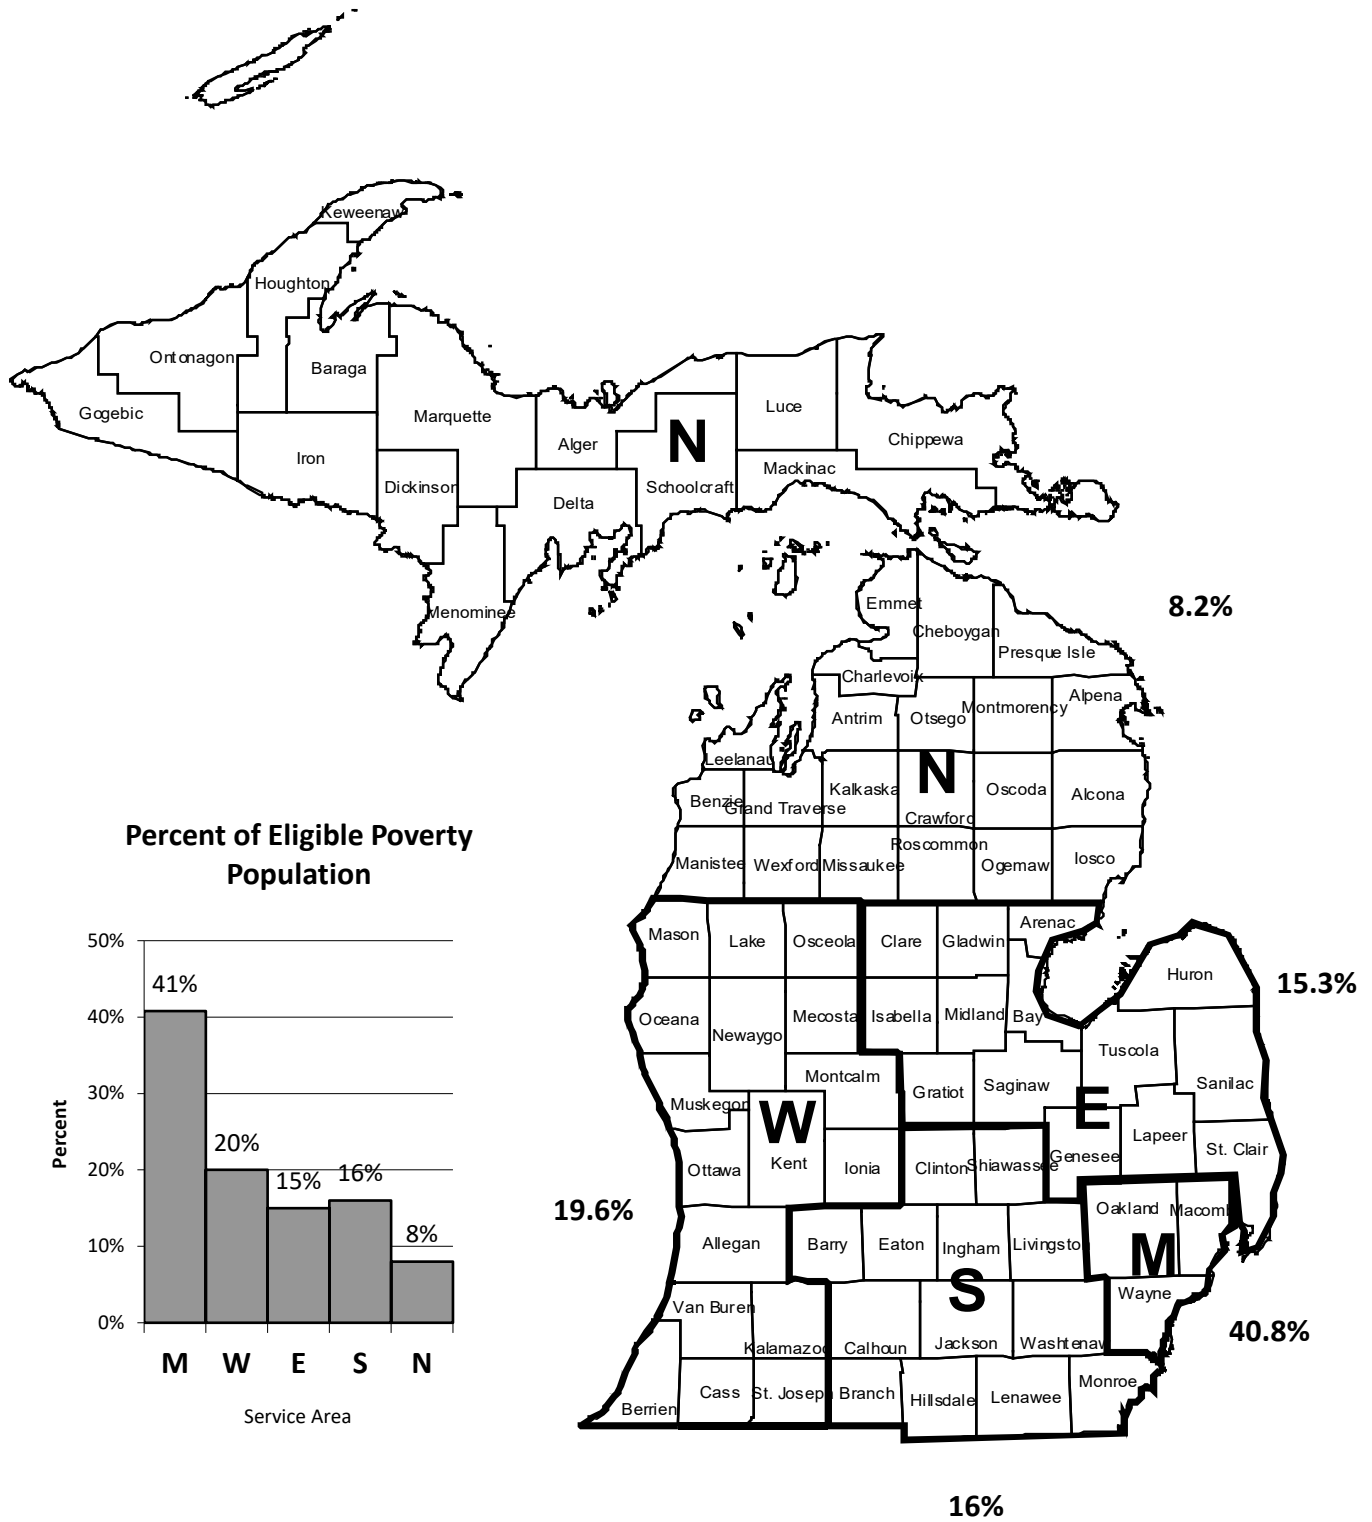 Keweenaw
Houghton
Ontonagon
Baraga
Gogebic
Marquette
Luce
Alger
N
Chippewa
Iron
Mackinac
Dickinson
Schoolcraft
Delta
Menominee
Emmet
8.2%
Cheboygan
Presque Isle
Charlevoix
Alpena
Montmorency
Antrim
Otsego
Leelanau
N
Kalkaska
Oscoda
Alcona
Benzie
Grand Traverse
Crawford
Roscommon
Manistee
Wexford
Missaukee
Ogemaw
Iosco
Percent of Eligible Poverty
Population
50%
40%
30%
20%
10%
0%
Percent
41%
20%
15%
16%
8%
M W E S N
Service Area
Arenac
Mason
Lake
Osceola
Clare
Gladwin
Huron
15.3%
Oceana
Newaygo
Mecosta
Isabella
Midland
Bay
Tuscola
Montcalm
Gratiot
Saginaw
Sanilac
Muskegon
W
E
Lapeer
St. Clair
Ottawa
Kent
Ionia
Clinton
Shiawassee
Genesee
19.6%
Oakland
Macomb
Allegan
Barry
Eaton
Ingham
Livingston
M
S
Wayne
Van Buren
40.8%
Kalamazoo
Calhoun
Jackson
Washtenaw
Berrien
Cass
St. Joseph
Branch
Hillsdale
Lenawee
Monroe
16%